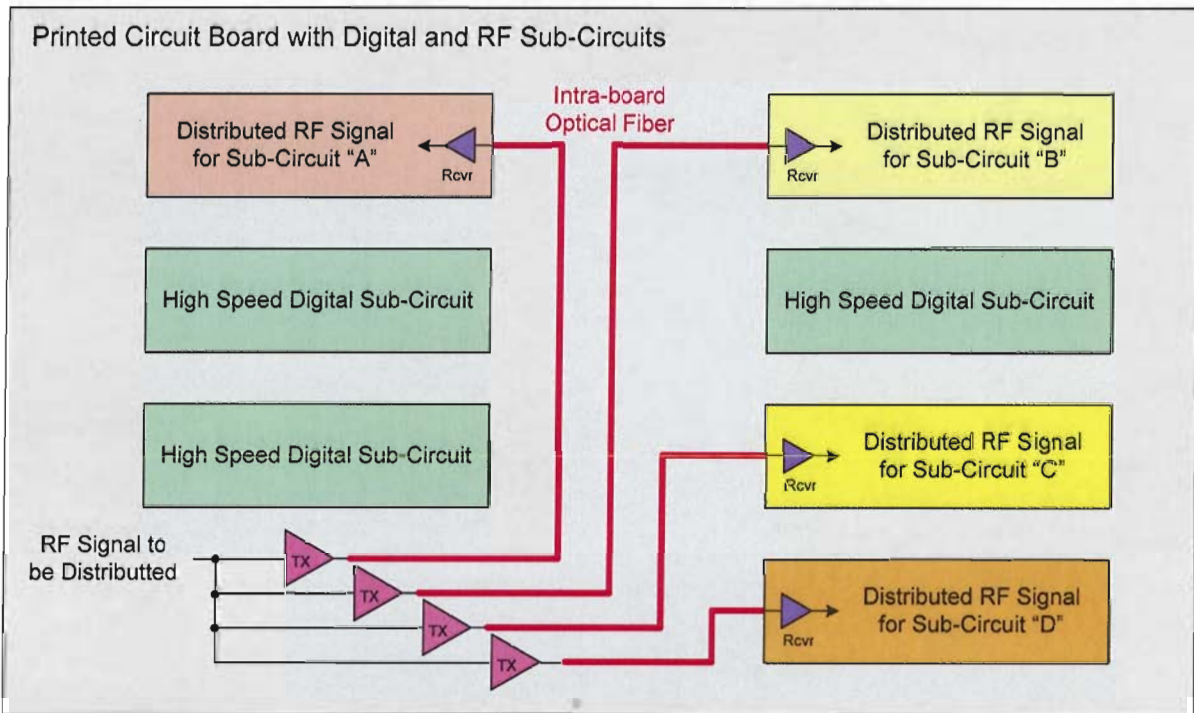 Printed Circuit Board with Digital and RF Sub-Circuits
Intra-board
Optical Fiber
Distributed RF Signal
for Sub-Circuit "A"
Rcvr
Distributed RF Signal
for Sub-Circuit "B"
Rcvr
High Speed Digital Sub-Circuit
High Speed Digital Sub-Circuit
High Speed Digital Sub-Circuit
Distributed RF Signal
for Sub-Circuit "C"
Rcvr
RF Signal to
be Distributted
TX
TX
TX
TX
Distributed RF Signal
for Sub-Circuit "D"
Rcvr